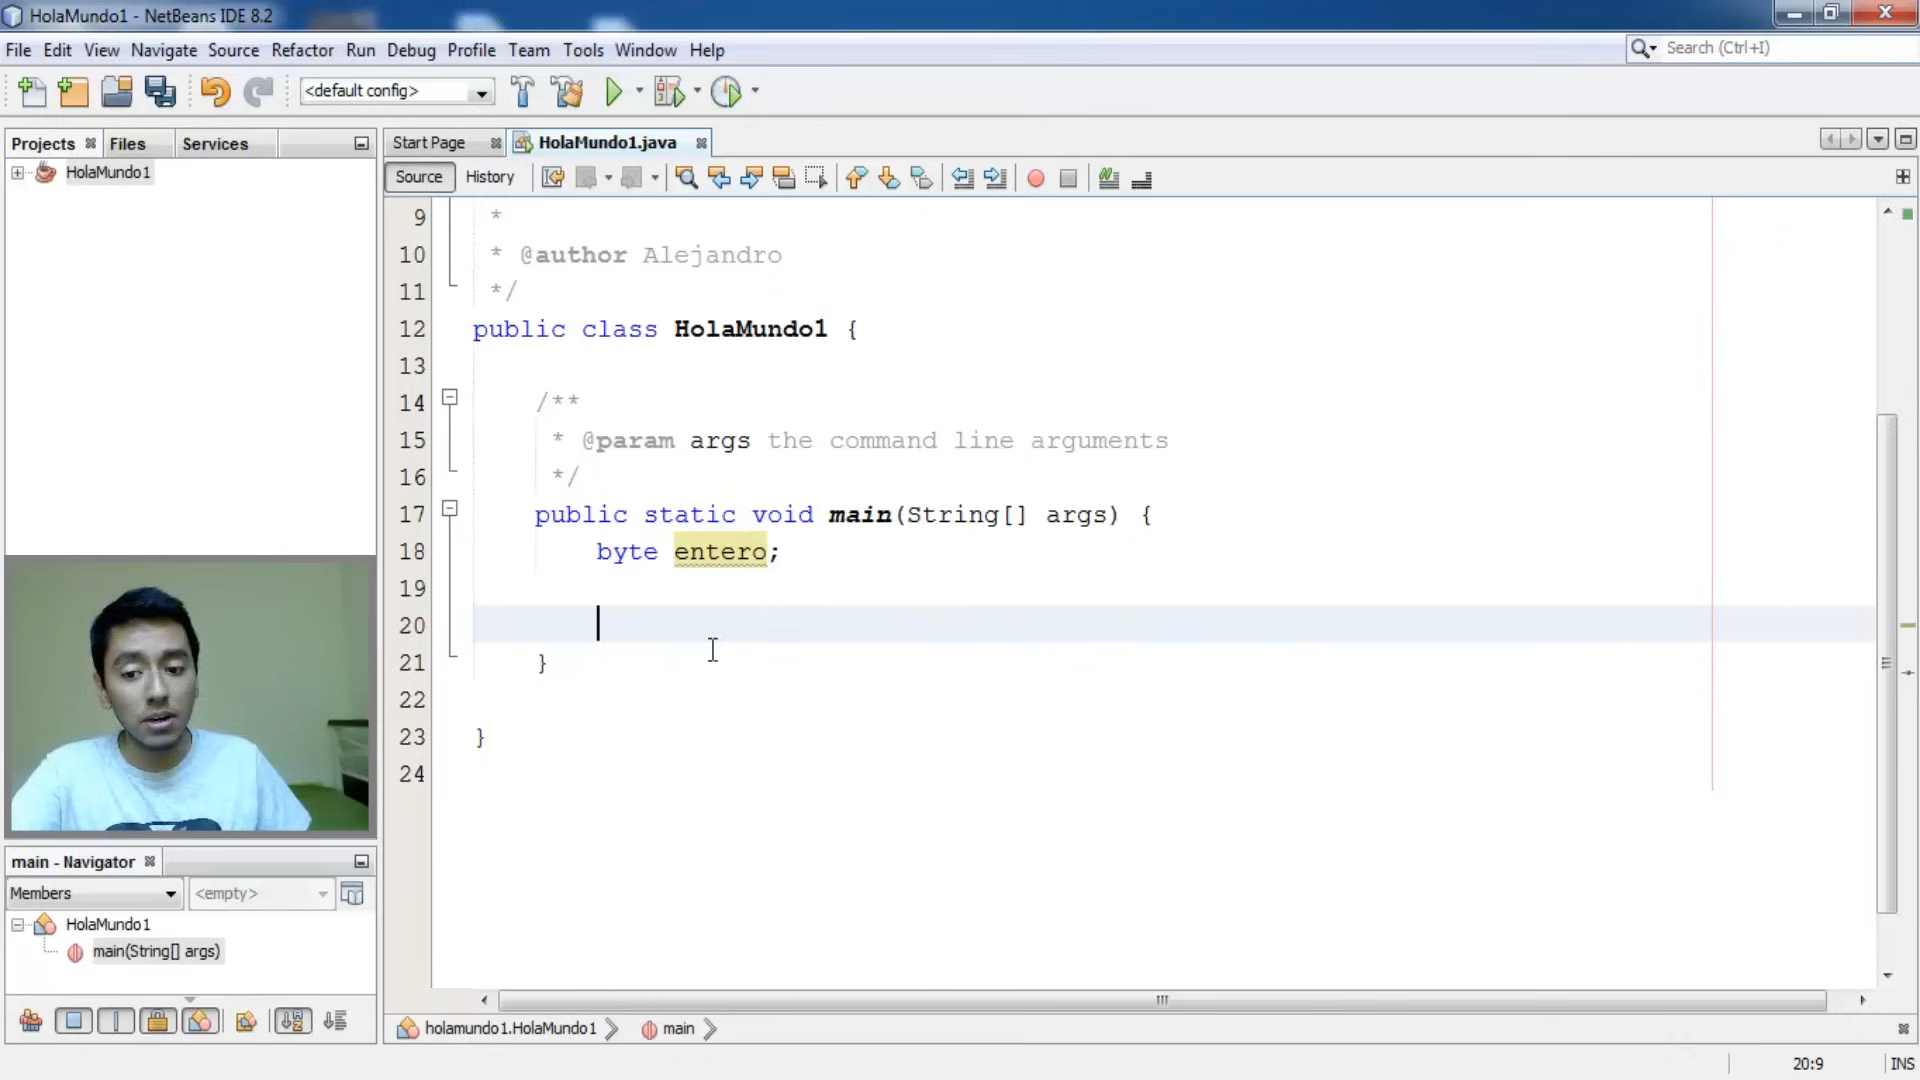 HolaMundo1 - NetBeans IDE 8.2
File Edit View Navigate Source Refactor Run Debug Profile Team Tools Window Help
Search (Ctrl+I)
<default config>
Projects Files Services
Start Page HolaMundo1.java
HolaMundo1
Source History
9 *
10 * @author Alejandro
11 */
12 public class HolaMundo1 {
13
14 /**
15 * @param args the command line arguments
16 */
17 public static void main(String[] args) {
18 byte entero;
19
20
21 }
22
23 }
24
main - Navigator
Members <empty>
HolaMundo1
main(String[] args)
holamundo1.HolaMundo1 main
20:9 INS